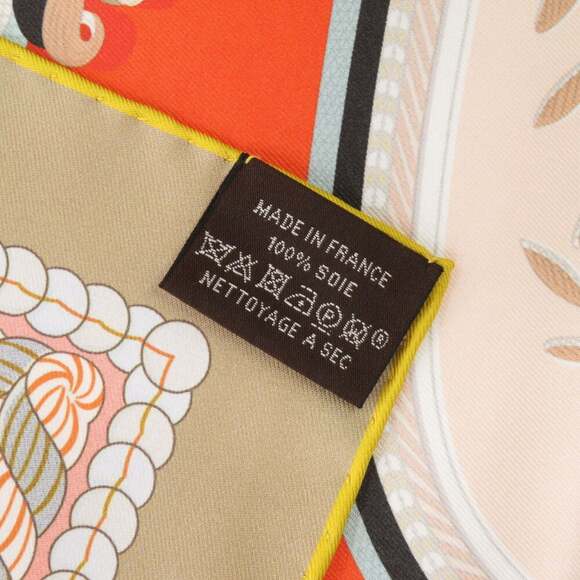 MADE IN FRANCE
100% SOIE
P W ®
NETTOYAGE A SEC